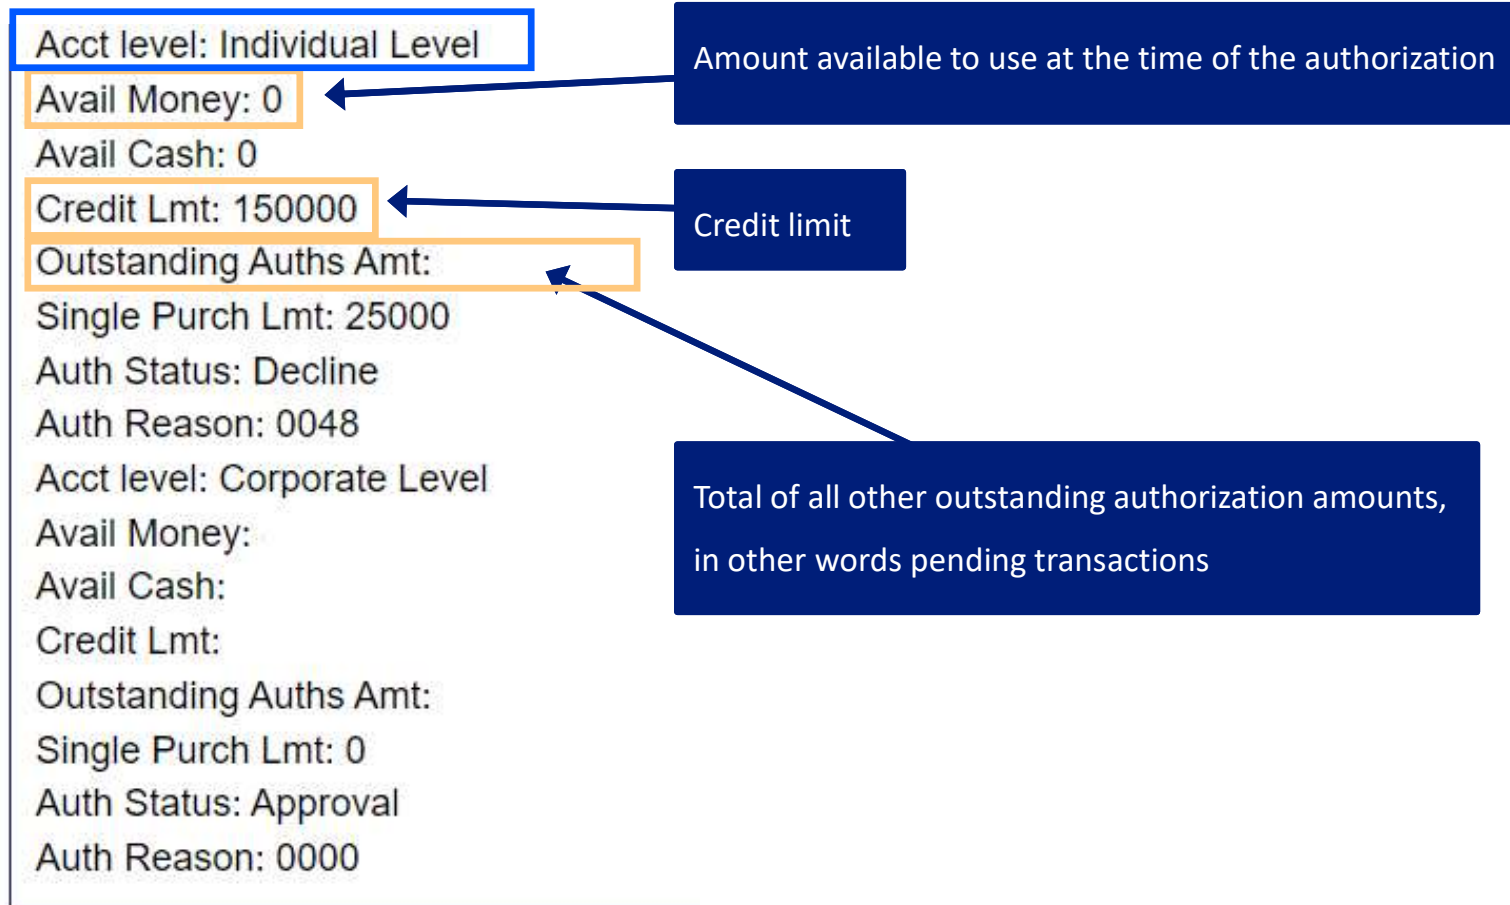 Acct level: Individual Level
Avail Money: 0
Avail Cash: 0
Credit Lmt: 150000
Outstanding Auths Amt:
Single Purch Lmt: 25000
Auth Status: Decline
Auth Reason: 0048
Acct level: Corporate Level
Avail Money:
Avail Cash:
Credit Lmt:
Outstanding Auths Amt:
Single Purch Lmt: 0
Auth Status: Approval
Auth Reason: 0000
Amount available to use at the time of the authorization
Credit limit
Total of all other outstanding authorization amounts,
in other words pending transactions